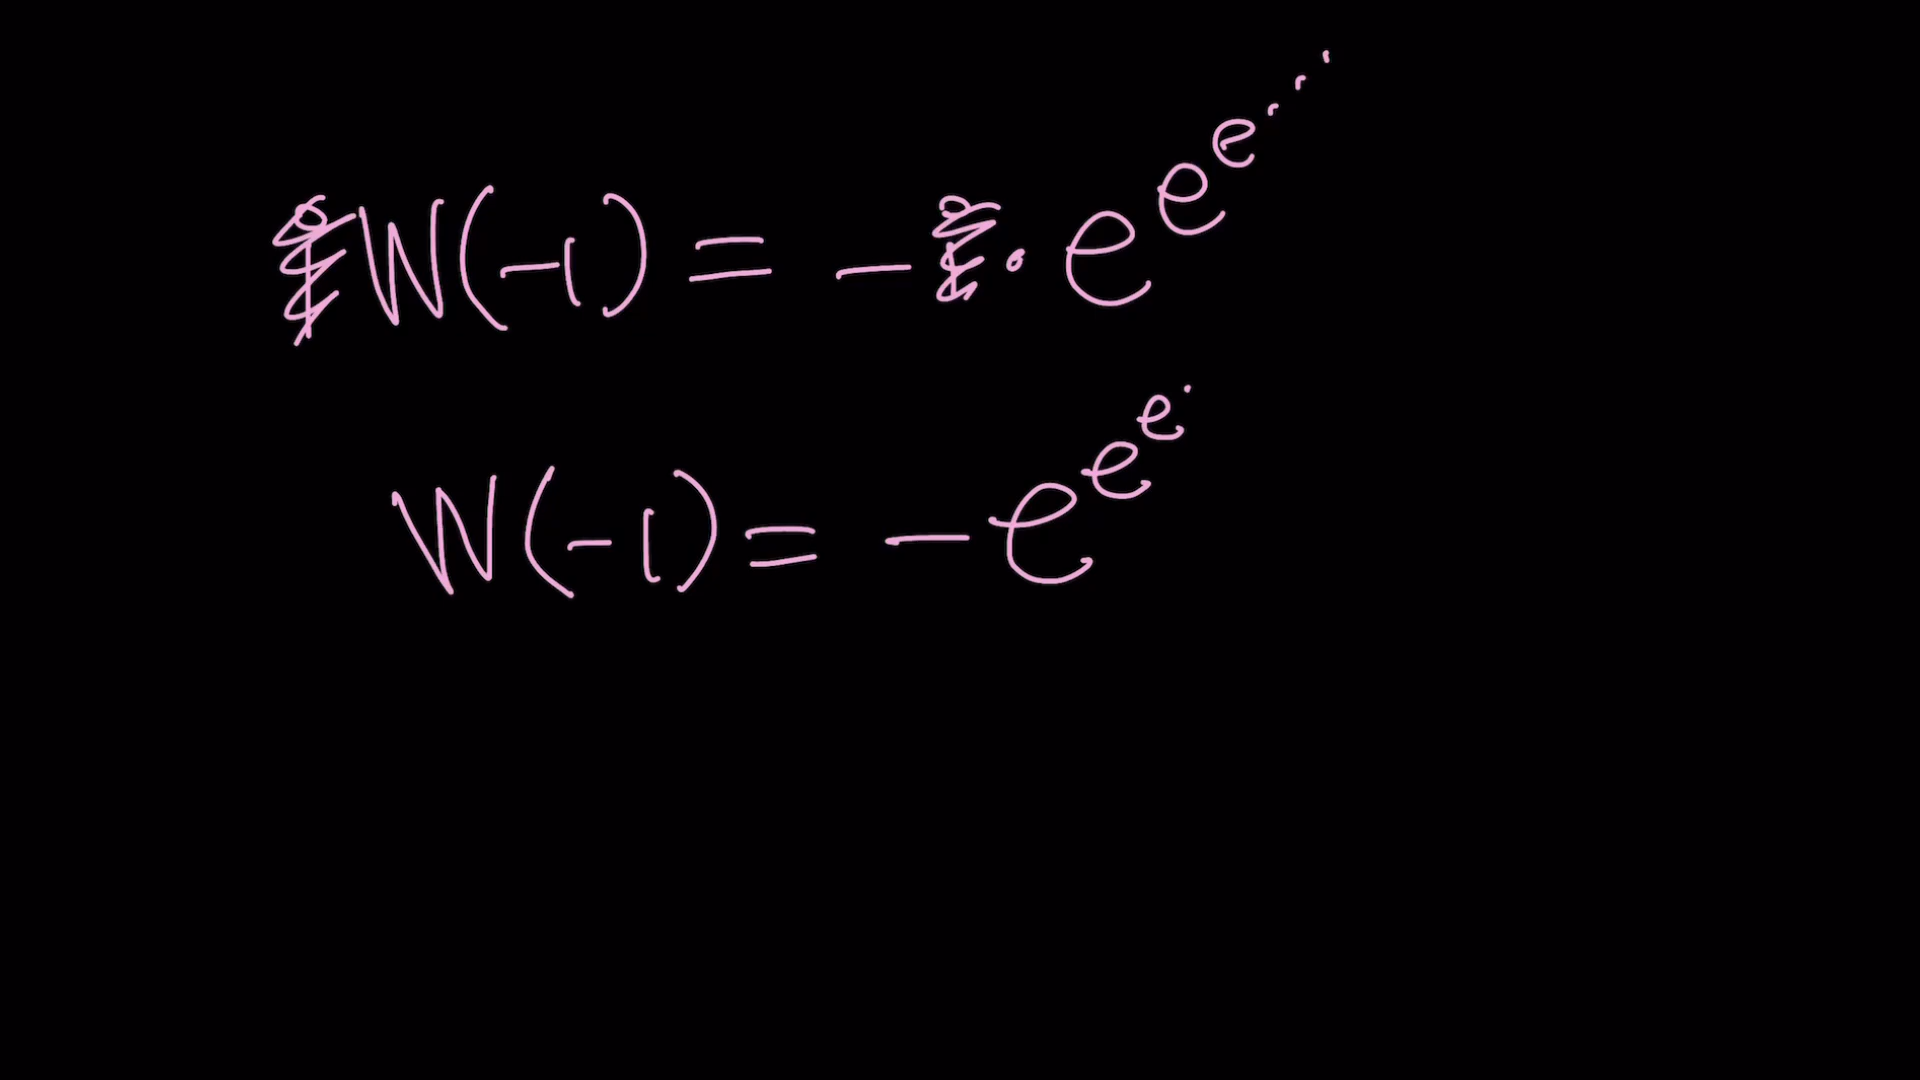 W(-1) = - · e^e^e^⋰
W(-1) = - e^e^e^.